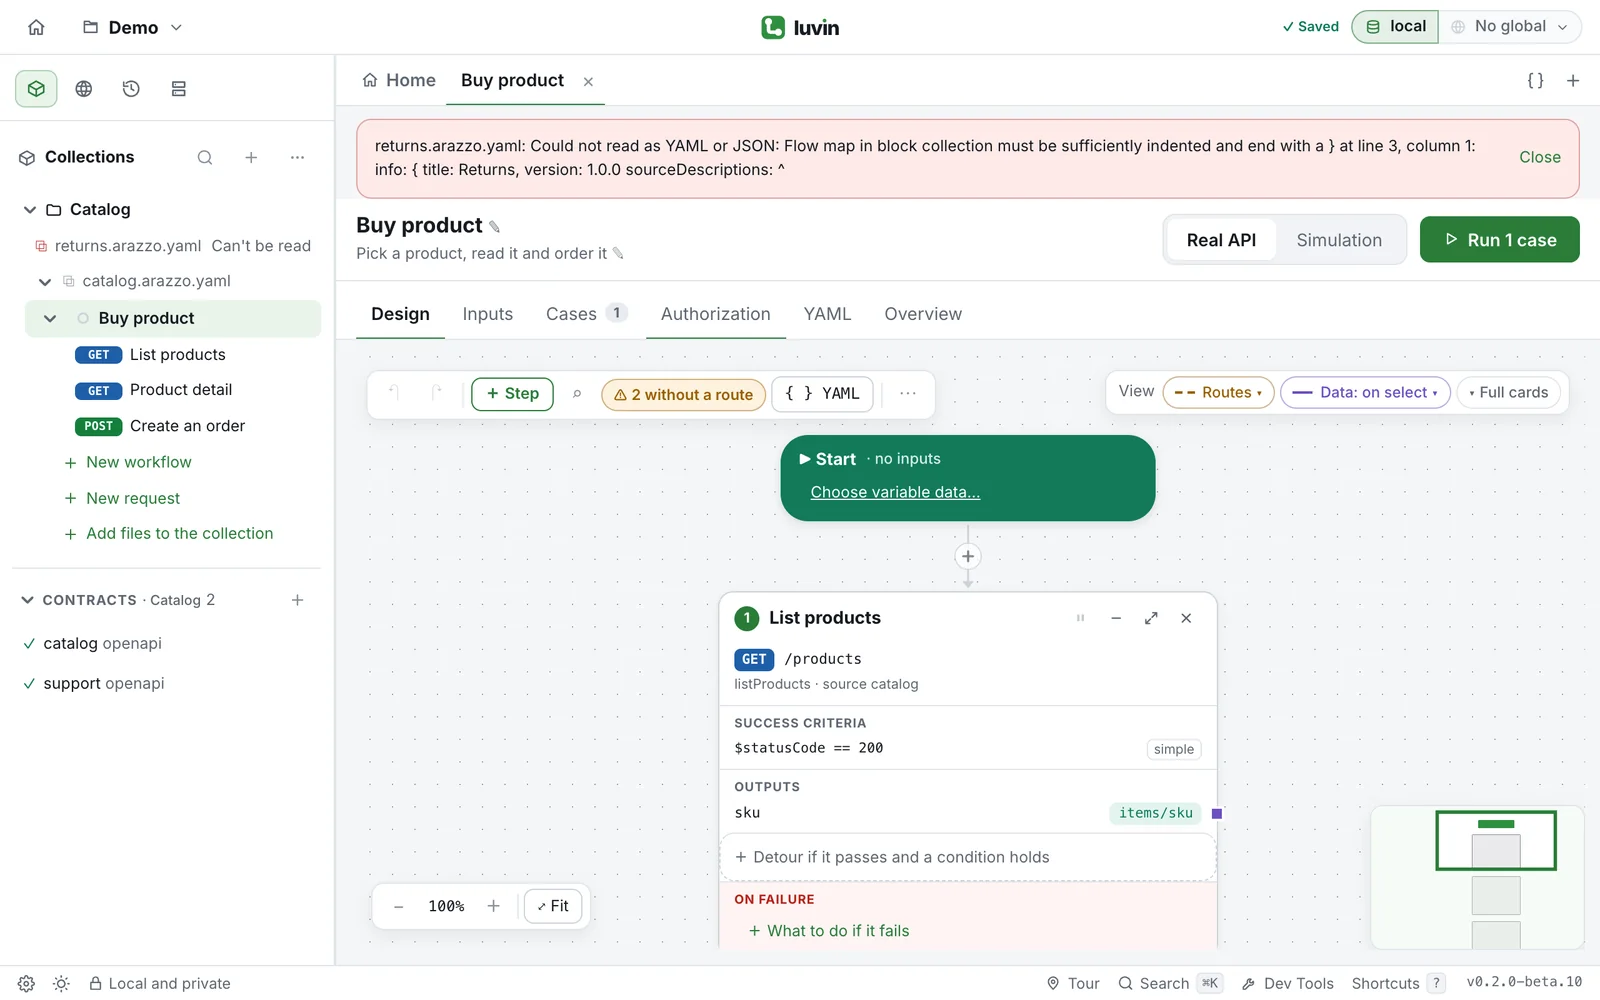 Demo
luvin
Saved
local
No global
Home
Buy product
Collections
returns.arazzo.yaml: Could not read as YAML or JSON: Flow map in block collection must be sufficiently indented and end with a } at line 3, column 1:
info: { title: Returns, version: 1.0.0 sourceDescriptions: ^
Close
Catalog
returns.arazzo.yaml Can't be read
catalog.arazzo.yaml
Buy product
GET List products
GET Product detail
POST Create an order
+ New workflow
+ New request
+ Add files to the collection
CONTRACTS · Catalog 2
catalog openapi
support openapi
Buy product
Pick a product, read it and order it
Real API
Simulation
Run 1 case
Design
Inputs
Cases 1
Authorization
YAML
Overview
+ Step
2 without a route
{ } YAML
View
Routes
Data: on select
Full cards
Start · no inputs
Choose variable data...
1 List products
GET /products
listProducts · source catalog
SUCCESS CRITERIA
$statusCode == 200
simple
OUTPUTS
sku
items/sku
+ Detour if it passes and a condition holds
ON FAILURE
+ What to do if it fails
− 100% +
Fit
Local and private
Tour
Search ⌘K
Dev Tools
Shortcuts ?
v0.2.0-beta.10